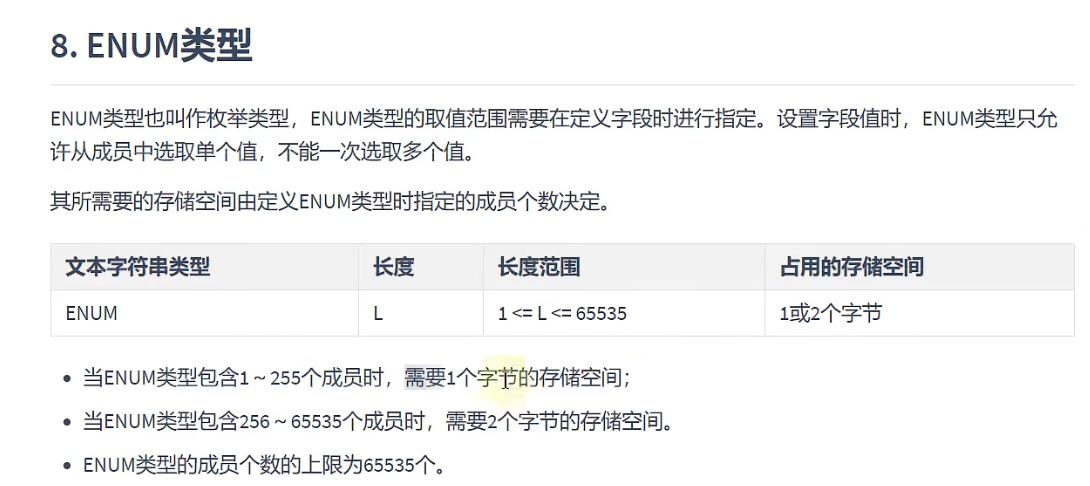 8. ENUM类型
ENUM类型也叫作枚举类型，ENUM类型的取值范围需要在定义字段时进行指定。设置字段值时，ENUM类型只允
许从成员中选取单个值，不能一次选取多个值。
其所需要的存储空间由定义ENUM类型时指定的成员个数决定。
文本字符串类型 长度 长度范围 占用的存储空间
ENUM L 1 <= L <= 65535 1或2个字节
• 当ENUM类型包含1～255个成员时，需要1个字节的存储空间；
• 当ENUM类型包含256～65535个成员时，需要2个字节的存储空间。
• ENUM类型的成员个数的上限为65535个。